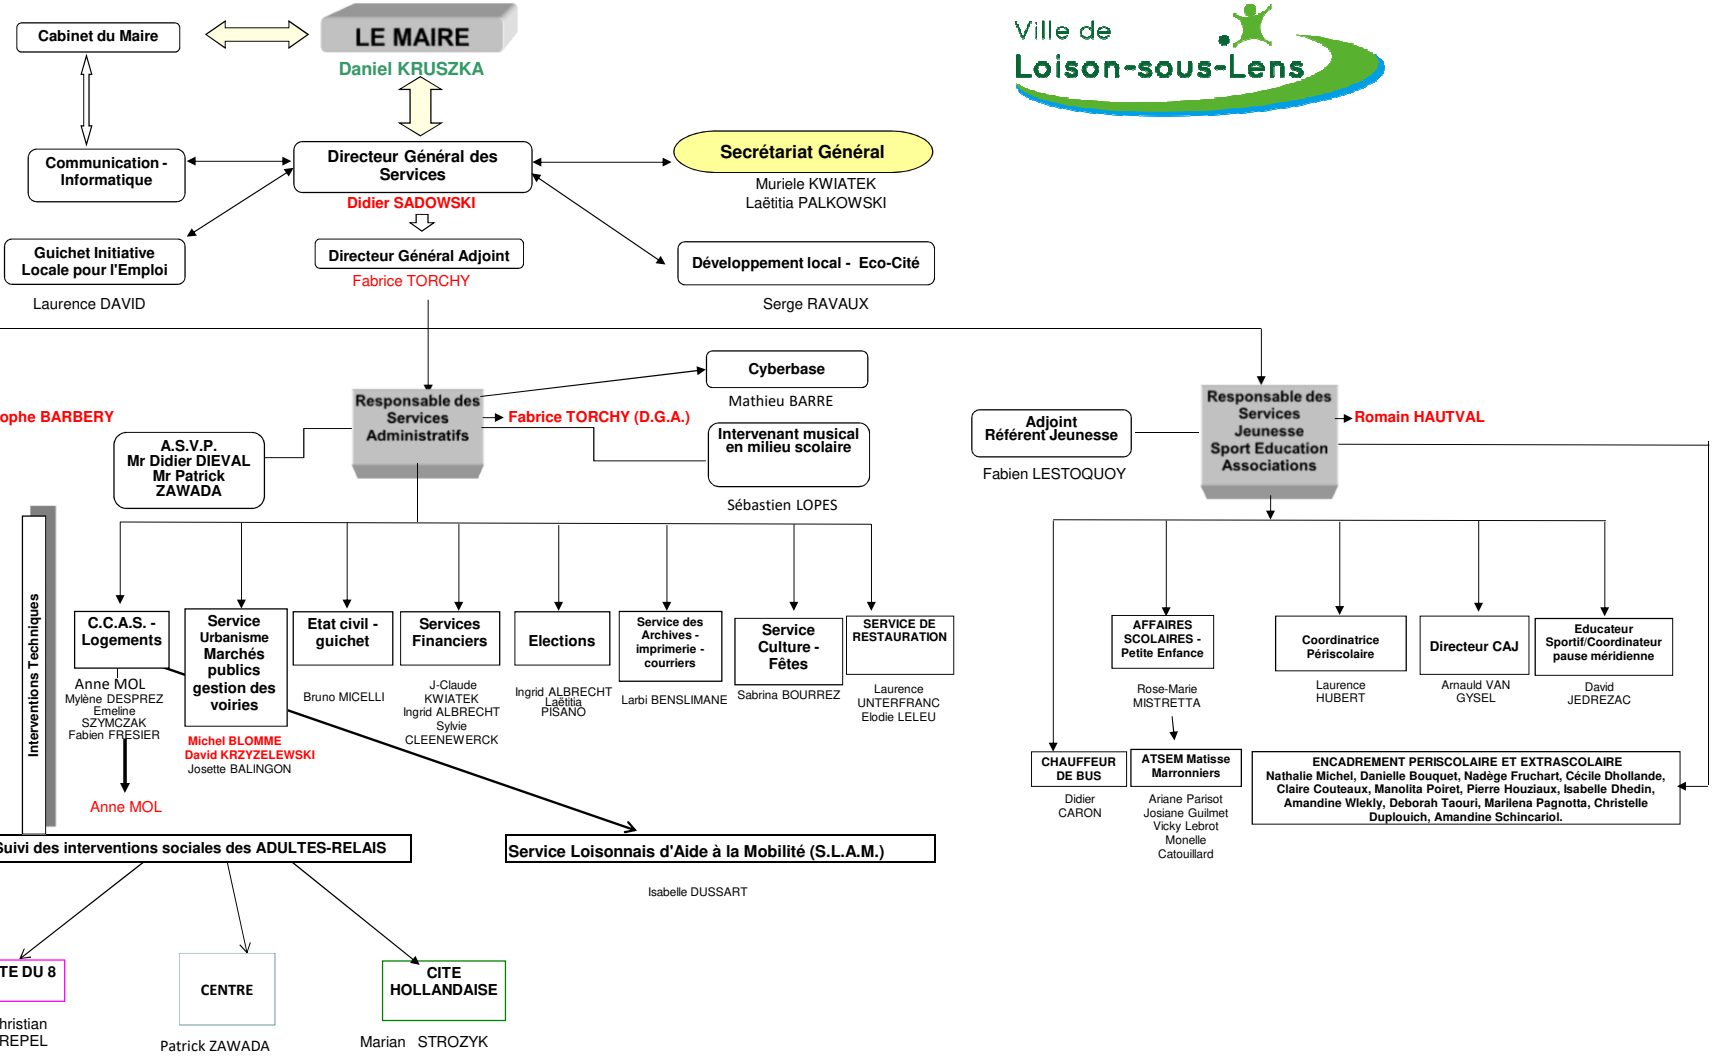 Cabinet du Maire
LE MAIRE
Daniel KRUSZKA
Ville de
Loison-sous-Lens
Communication -
Informatique
Directeur Général des
Services
Didier SADOWSKI
Secrétariat Général
Muriele KWIATEK
Laëtitia PALKOWSKI
Guichet Initiative
Locale pour l'Emploi
Laurence DAVID
Directeur Général Adjoint
Fabrice TORCHY
Développement local - Eco-Cité
Serge RAVAUX
ophe BARBERY
A.S.V.P.
Mr Didier DIEVAL
Mr Patrick
ZAWADA
Responsable des
Services
Administratifs
Fabrice TORCHY (D.G.A.)
Cyberbase
Mathieu BARRE
Intervenant musical
en milieu scolaire
Sébastien LOPES
Adjoint
Référent Jeunesse
Fabien LESTOQUOY
Responsable des
Services
Jeunesse
Sport Education
Associations
Romain HAUTVAL
Interventions Techniques
C.C.A.S. -
Logements
Anne MOL
Mylène DESPREZ
Emeline
SZYMCZAK
Fabien FRESIER
Anne MOL
Service
Urbanisme
Marchés
publics
gestion des
voiries
Michel BLOMME
David KRZYZELEWSKI
Josette BALINGON
Etat civil -
guichet
Bruno MICELLI
Services
Financiers
J-Claude
KWIATEK
Ingrid ALBRECHT
Sylvie
CLEENEWERCK
Elections
Ingrid ALBRECHT
Laëtitia
PISANO
Service des
Archives -
imprimerie -
courriers
Larbi BENSLIMANE
Service
Culture -
Fêtes
Sabrina BOURREZ
SERVICE DE
RESTAURATION
Laurence
UNTERFRANC
Elodie LELEU
AFFAIRES
SCOLAIRES -
Petite Enfance
Rose-Marie
MISTRETTA
Coordinatrice
Périscolaire
Laurence
HUBERT
Directeur CAJ
Arnauld VAN
GYSEL
Educateur
Sportif/Coordinateur
pause méridienne
David
JEDREZAC
CHAUFFEUR
DE BUS
Didier
CARON
ATSEM Matisse
Marronniers
Ariane Parisot
Josiane Guilmet
Vicky Lebrot
Monelle
Catouillard
ENCADREMENT PERISCOLAIRE ET EXTRASCOLAIRE
Nathalie Michel, Danielle Bouquet, Nadège Fruchart, Cécile Dhollande,
Claire Couteaux, Manolita Poiret, Pierre Houziaux, Isabelle Dhedin,
Amandine Wlekly, Deborah Taouri, Marilena Pagnotta, Christelle
Duplouich, Amandine Schincariol.
Suivi des interventions sociales des ADULTES-RELAIS
Service Loisonnais d'Aide à la Mobilité (S.L.A.M.)
Isabelle DUSSART
TE DU 8
hristian
REPEL
CENTRE
Patrick ZAWADA
CITE
HOLLANDAISE
Marian STROZYK